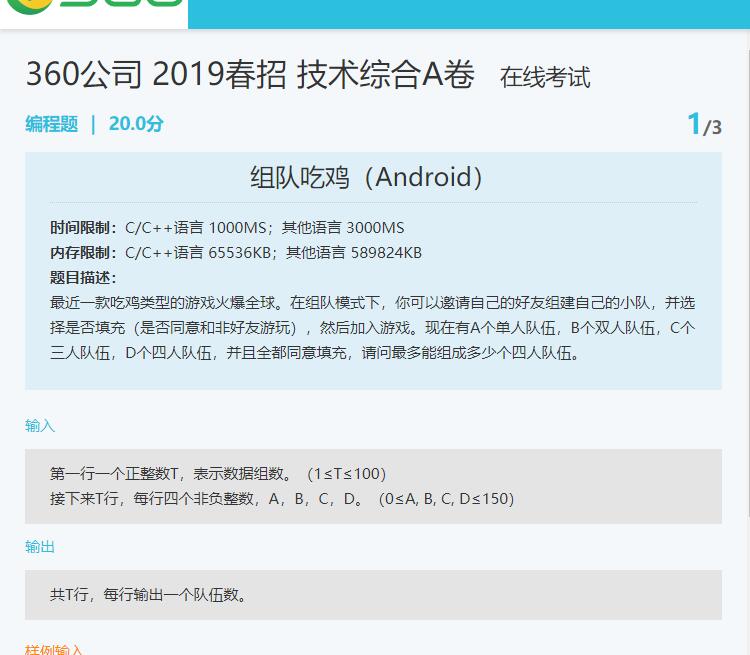 360公司 2019春招 技术综合A卷 在线考试
编程题 | 20.0分 1/3
组队吃鸡（Android）
时间限制：C/C++语言 1000MS；其他语言 3000MS
内存限制：C/C++语言 65536KB；其他语言 589824KB
题目描述：
最近一款吃鸡类型的游戏火爆全球。在组队模式下，你可以邀请自己的好友组建自己的小队，并选
择是否填充（是否同意和非好友游玩），然后加入游戏。现在有A个单人队伍，B个双人队伍，C个
三人队伍，D个四人队伍，并且全都同意填充，请问最多能组成多少个四人队伍。
输入
第一行一个正整数T，表示数据组数。（1≤T≤100）
接下来T行，每行四个非负整数，A，B，C，D。（0≤A, B, C, D≤150）
输出
共T行，每行输出一个队伍数。
样例输入